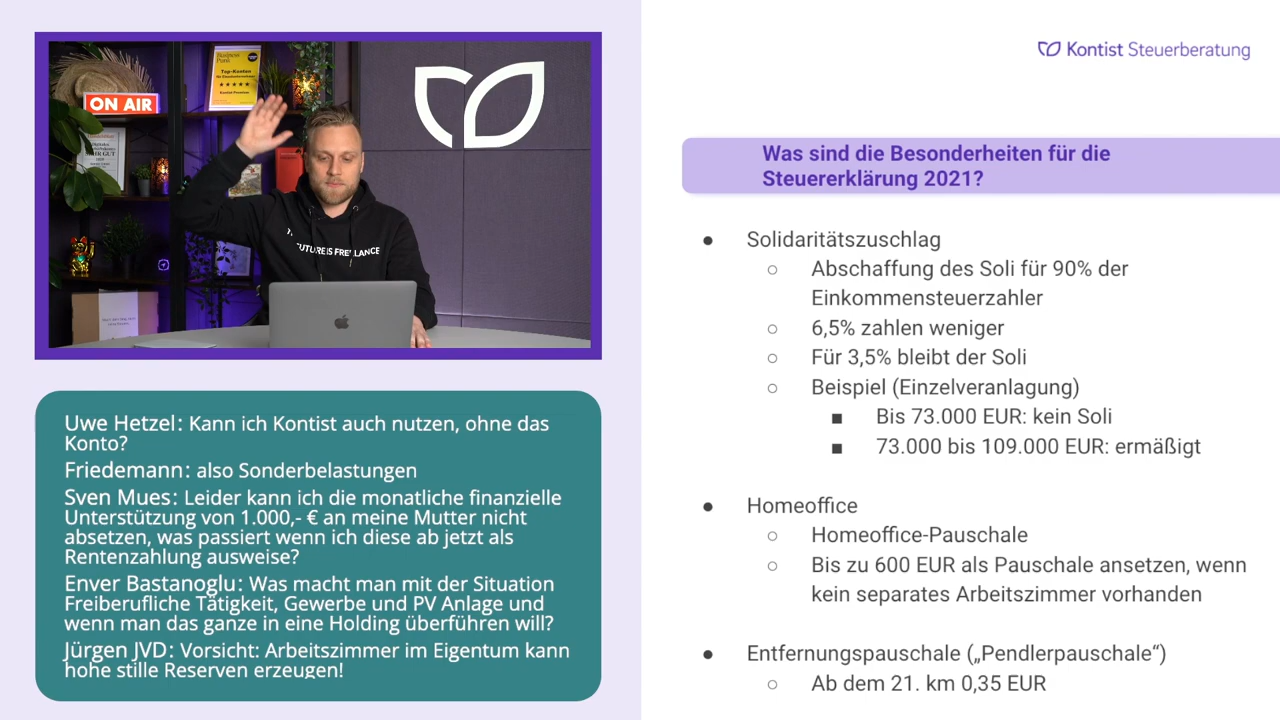 Top-Konten
★★★★★
ON AIR
THE FUTURE IS FREELANCE
Uwe Hetzel: Kann ich Kontist auch nutzen, ohne das
Konto?
Friedemann: also Sonderbelastungen
Sven Mues: Leider kann ich die monatliche finanzielle
Unterstützung von 1.000,- € an meine Mutter nicht
absetzen, was passiert wenn ich diese ab jetzt als
Rentenzahlung ausweise?
Enver Bastanoglu: Was macht man mit der Situation
Freiberufliche Tätigkeit, Gewerbe und PV Anlage und
wenn man das ganze in eine Holding überführen will?
Jürgen JVD: Vorsicht: Arbeitszimmer im Eigentum kann
hohe stille Reserven erzeugen!
Kontist Steuerberatung
Was sind die Besonderheiten für die
Steuererklärung 2021?
● Solidaritätszuschlag
○ Abschaffung des Soli für 90% der
Einkommensteuerzahler
○ 6,5% zahlen weniger
○ Für 3,5% bleibt der Soli
○ Beispiel (Einzelveranlagung)
■ Bis 73.000 EUR: kein Soli
■ 73.000 bis 109.000 EUR: ermäßigt
● Homeoffice
○ Homeoffice-Pauschale
○ Bis zu 600 EUR als Pauschale ansetzen, wenn
kein separates Arbeitszimmer vorhanden
● Entfernungspauschale („Pendlerpauschale“)
○ Ab dem 21. km 0,35 EUR